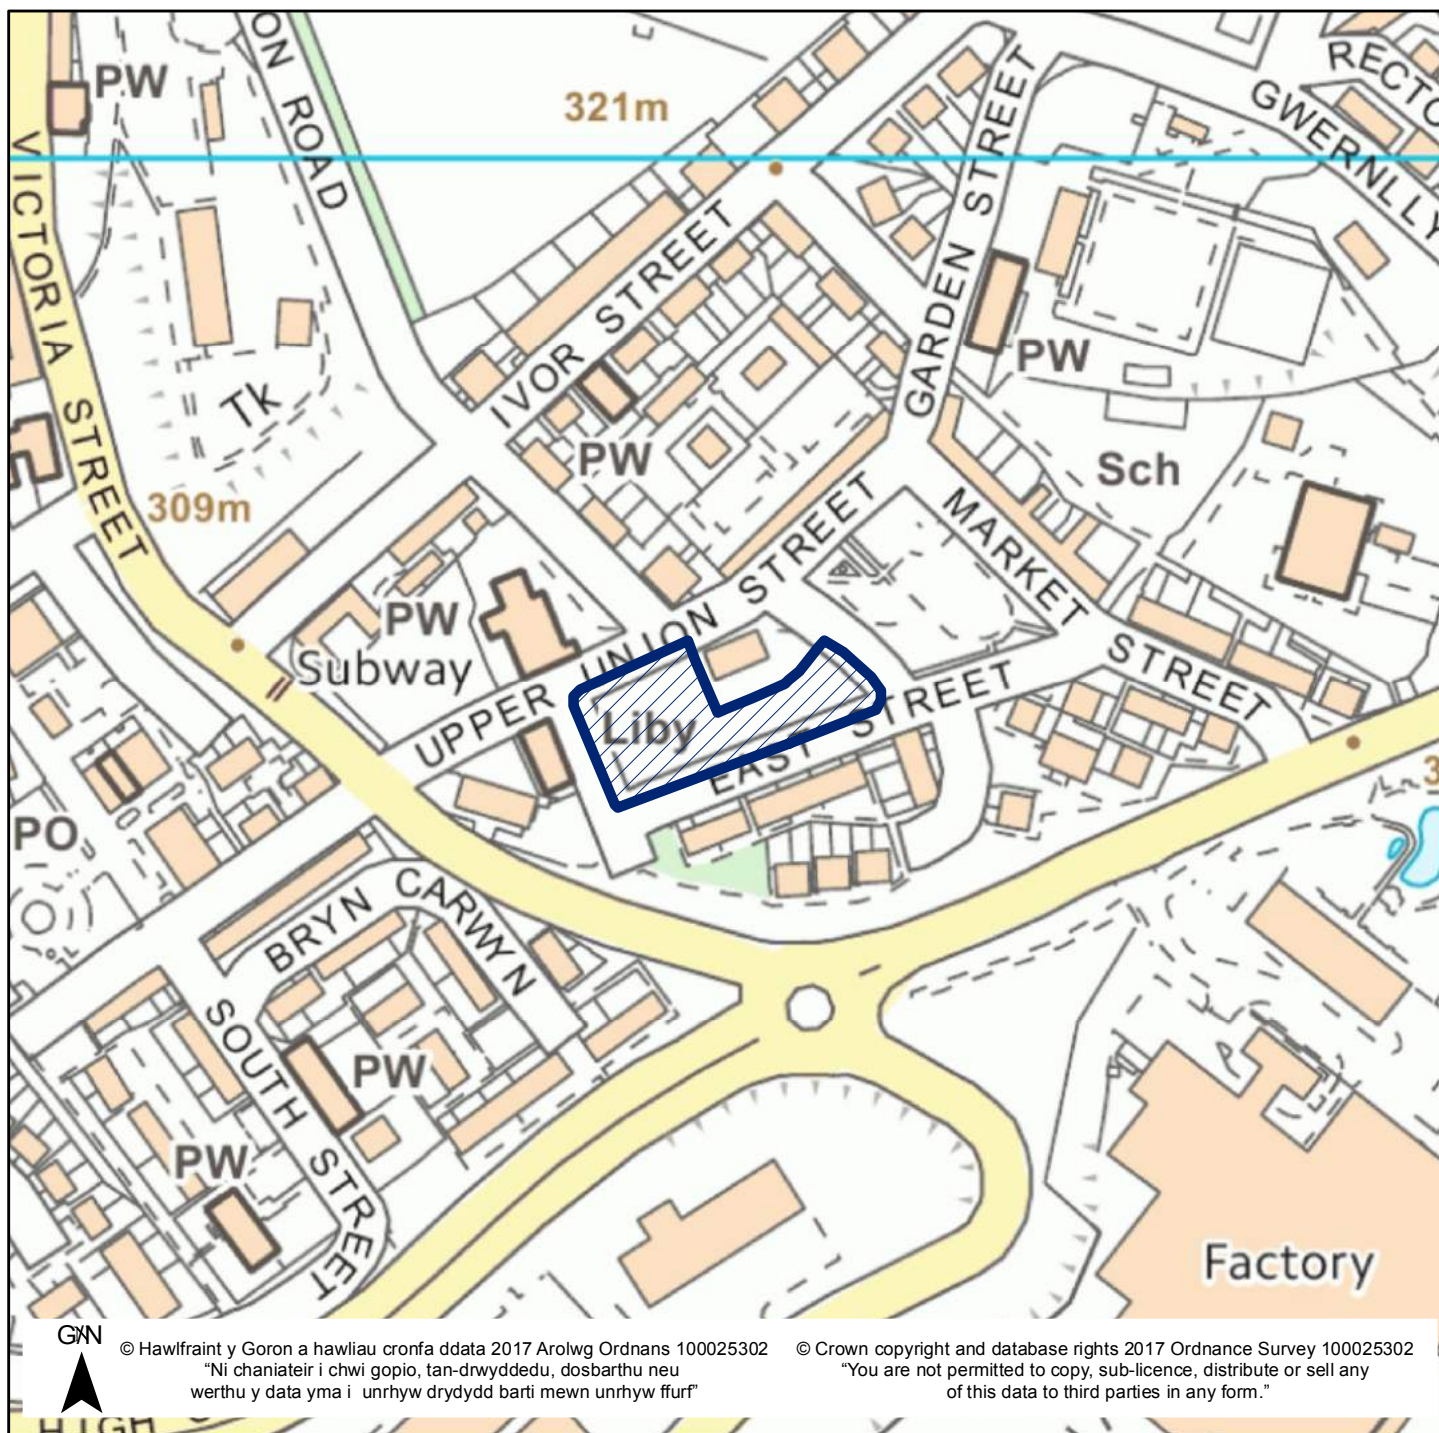 PW
ON ROAD
321m
RECTO
GWERNLLY
VICTORIA STREET
GARDEN STREET
IVOR STREET
PW
Tk
PW
Sch
309m
MARKET STREET
PW
Subway
UPPER UNION STREET
Liby
EAST STREET
PO
3
BRYN CARWYN
SOUTH STREET
PW
PW
Factory
© Hawlfraint y Goron a hawliau cronfa ddata 2017 Arolwg Ordnans 100025302
“Ni chaniateir i chwi gopio, tan-drwyddedu, dosbarthu neu
werthu y data yma i unrhyw drydydd barti mewn unrhyw ffurf”
© Crown copyright and database rights 2017 Ordnance Survey 100025302
“You are not permitted to copy, sub-licence, distribute or sell any
of this data to third parties in any form.”
HIGH